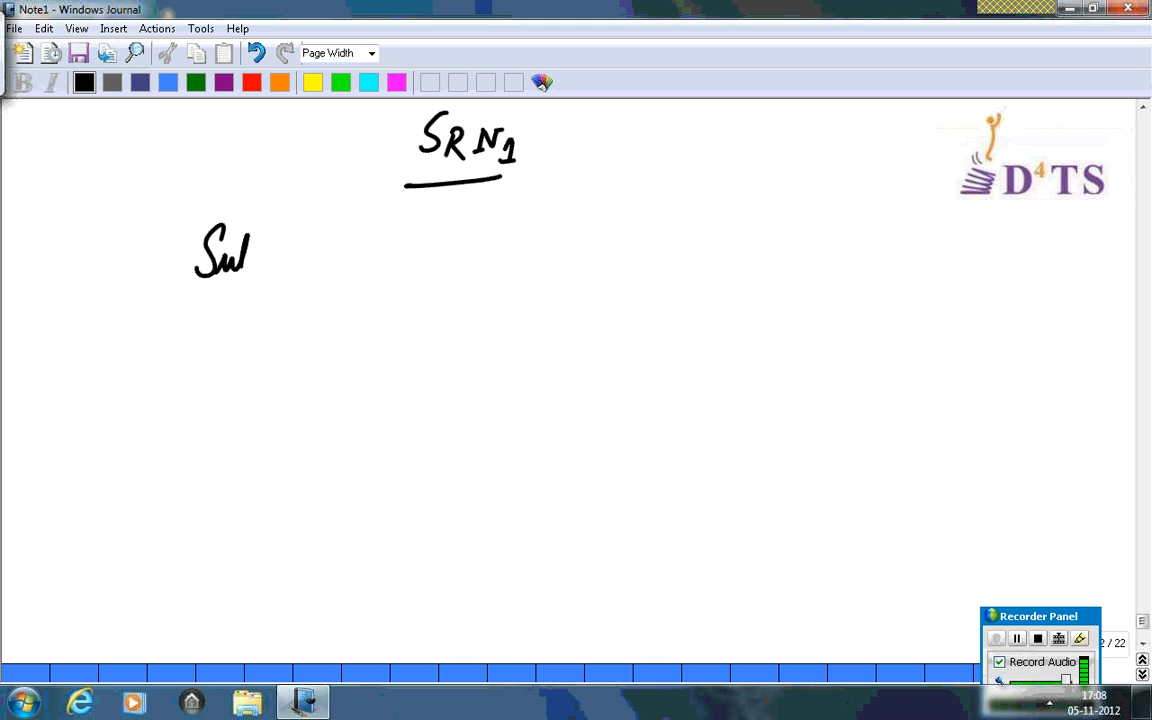 Note1 - Windows Journal
File Edit View Insert Actions Tools Help
Page Width
B I
SRN1
D4TS
Sul
Recorder Panel
2 / 22
Record Audio
17:08
05-11-2012